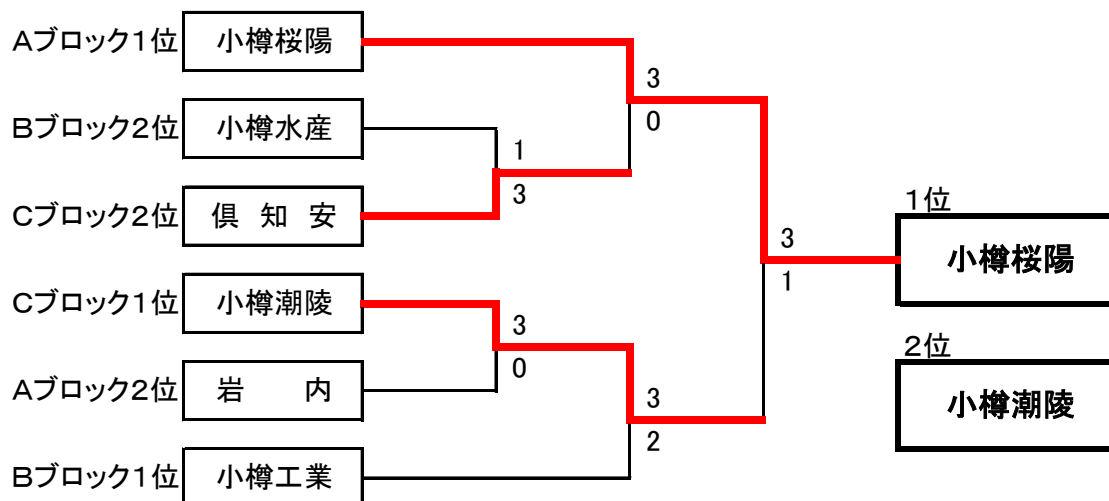 Aブロック1位 小樽桜陽
3
0
Bブロック2位 小樽水産
1
3
Cブロック2位 倶知安
1位
3
小樽桜陽
1
Cブロック1位 小樽潮陵
3
0
2位
Aブロック2位 岩内
3
小樽潮陵
2
Bブロック1位 小樽工業